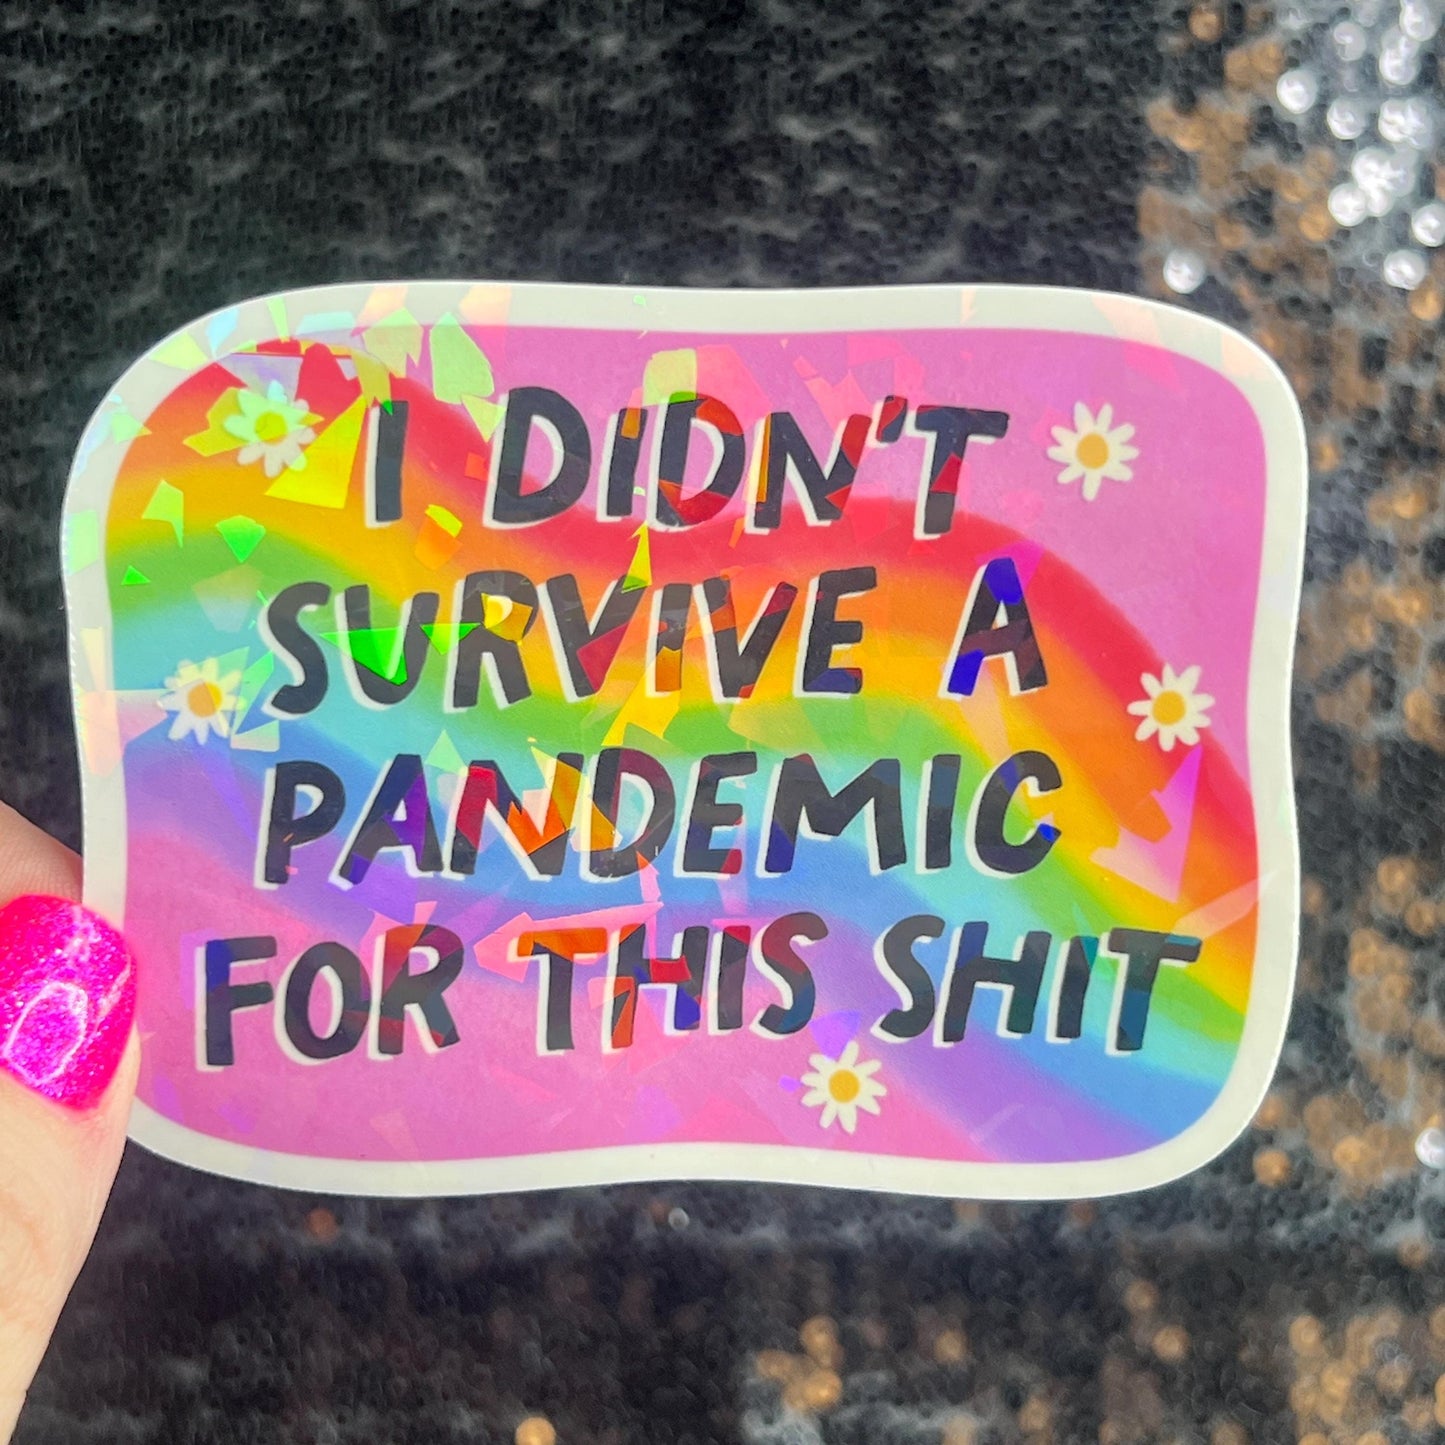 I DIDN'T
SURVIVE A
PANDEMIC
FOR THIS SHIT